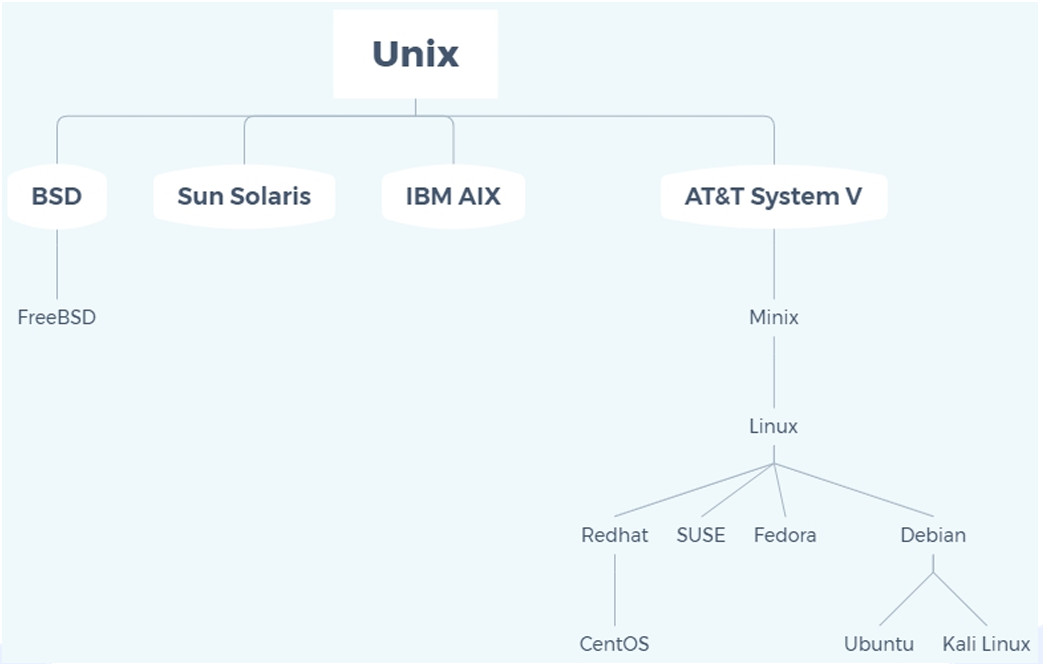 Unix
BSD
Sun Solaris
IBM AIX
AT&T System V
FreeBSD
Minix
Linux
Redhat
SUSE
Fedora
Debian
CentOS
Ubuntu
Kali Linux